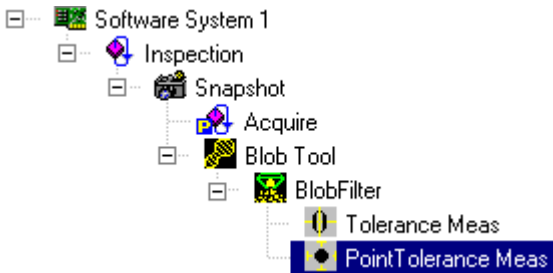 Software System 1
Inspection
Snapshot
Acquire
Blob Tool
BlobFilter
Tolerance Meas
PointTolerance Meas